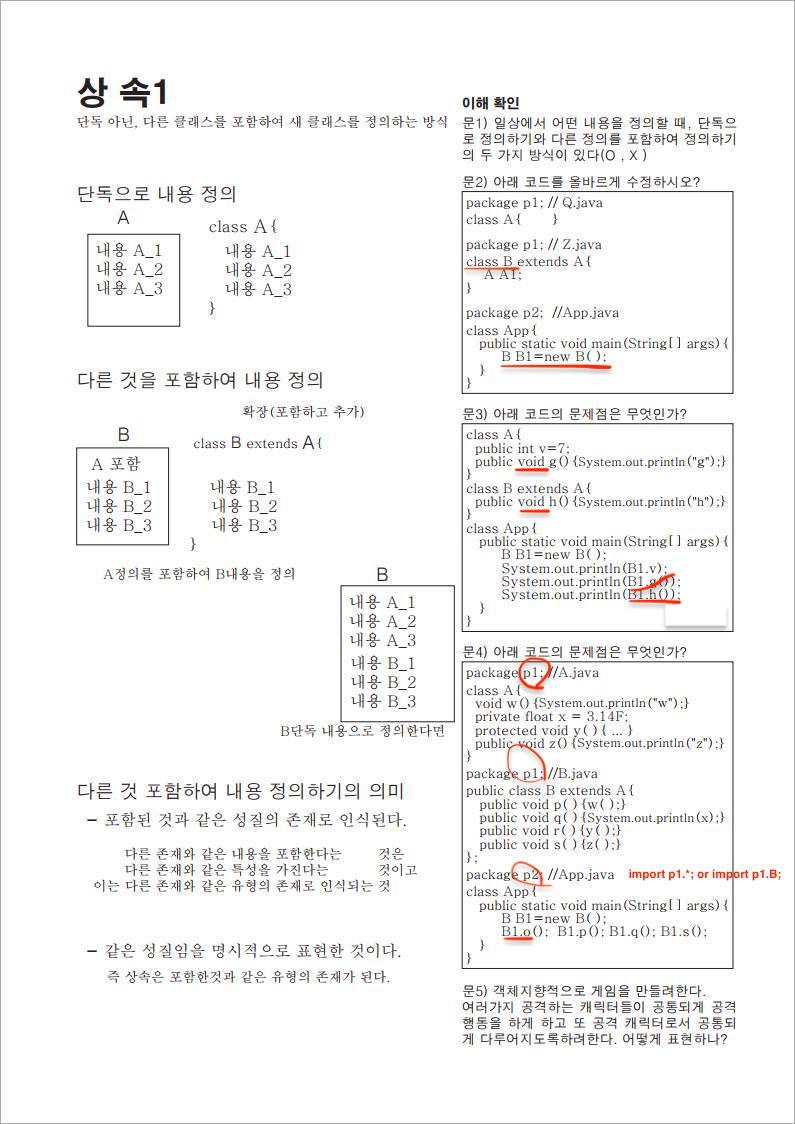 상 속1
단독 아닌, 다른 클래스를 포함하여 새 클래스를 정의하는 방식
단독으로 내용 정의
A
내용 A_1
내용 A_2
내용 A_3
class A {
내용 A_1
내용 A_2
내용 A_3
}
다른 것을 포함하여 내용 정의
확장(포함하고 추가)
B
class B extends A {
A 포함
내용 B_1
내용 B_2
내용 B_3
내용 B_1
내용 B_2
내용 B_3
}
A정의를 포함하여 B내용을 정의
B
내용 A_1
내용 A_2
내용 A_3
내용 B_1
내용 B_2
내용 B_3
B단독 내용으로 정의한다면
다른 것 포함하여 내용 정의하기의 의미
– 포함된 것과 같은 성질의 존재로 인식된다.
다른 존재와 같은 내용을 포함한다는 것은
다른 존재와 같은 특성을 가진다는 것이고
이는 다른 존재와 같은 유형의 존재로 인식되는 것
– 같은 성질임을 명시적으로 표현한 것이다.
즉 상속은 포함한것과 같은 유형의 존재가 된다.
이해 확인
문1) 일상에서 어떤 내용을 정의할 때, 단독으
로 정의하기와 다른 정의를 포함하여 정의하기
의 두 가지 방식이 있다(O , X )
문2) 아래 코드를 올바르게 수정하시오?
package p1; // Q.java
class A { }
package p1; // Z.java
class B extends A {
A A1;
}
package p2; //App.java
class App {
public static void main(String[] args) {
B B1=new B( );
}
}
문3) 아래 코드의 문제점은 무엇인가?
class A {
public int v=7;
public void g() {System.out.println("g");}
}
class B extends A {
public void h() {System.out.println("h");}
}
class App {
public static void main(String[] args) {
B B1=new B( );
System.out.println(B1.v);
System.out.println(B1.g());
System.out.println(B1.h());
}
}
문4) 아래 코드의 문제점은 무엇인가?
package p1; //A.java
class A {
void w() {System.out.println("w");}
private float x = 3.14F;
protected void y( ) { ... }
public void z() {System.out.println("z");}
}
package p1; //B.java
public class B extends A {
public void p( ) {w( );}
public void q( ) {System.out.println(x);}
public void r( ) {y( );}
public void s( ) {z( );}
};
package p2; //App.java import p1.*; or import p1.B;
class App {
public static void main(String[] args) {
B B1=new B( );
B1.o(); B1.p(); B1.q(); B1.s();
}
}
문5) 객체지향적으로 게임을 만들려한다.
여러가지 공격하는 캐릭터들이 공통되게 공격
행동을 하게 하고 또 공격 캐릭터로서 공통되
게 다루어지도록하려한다. 어떻게 표현하나?